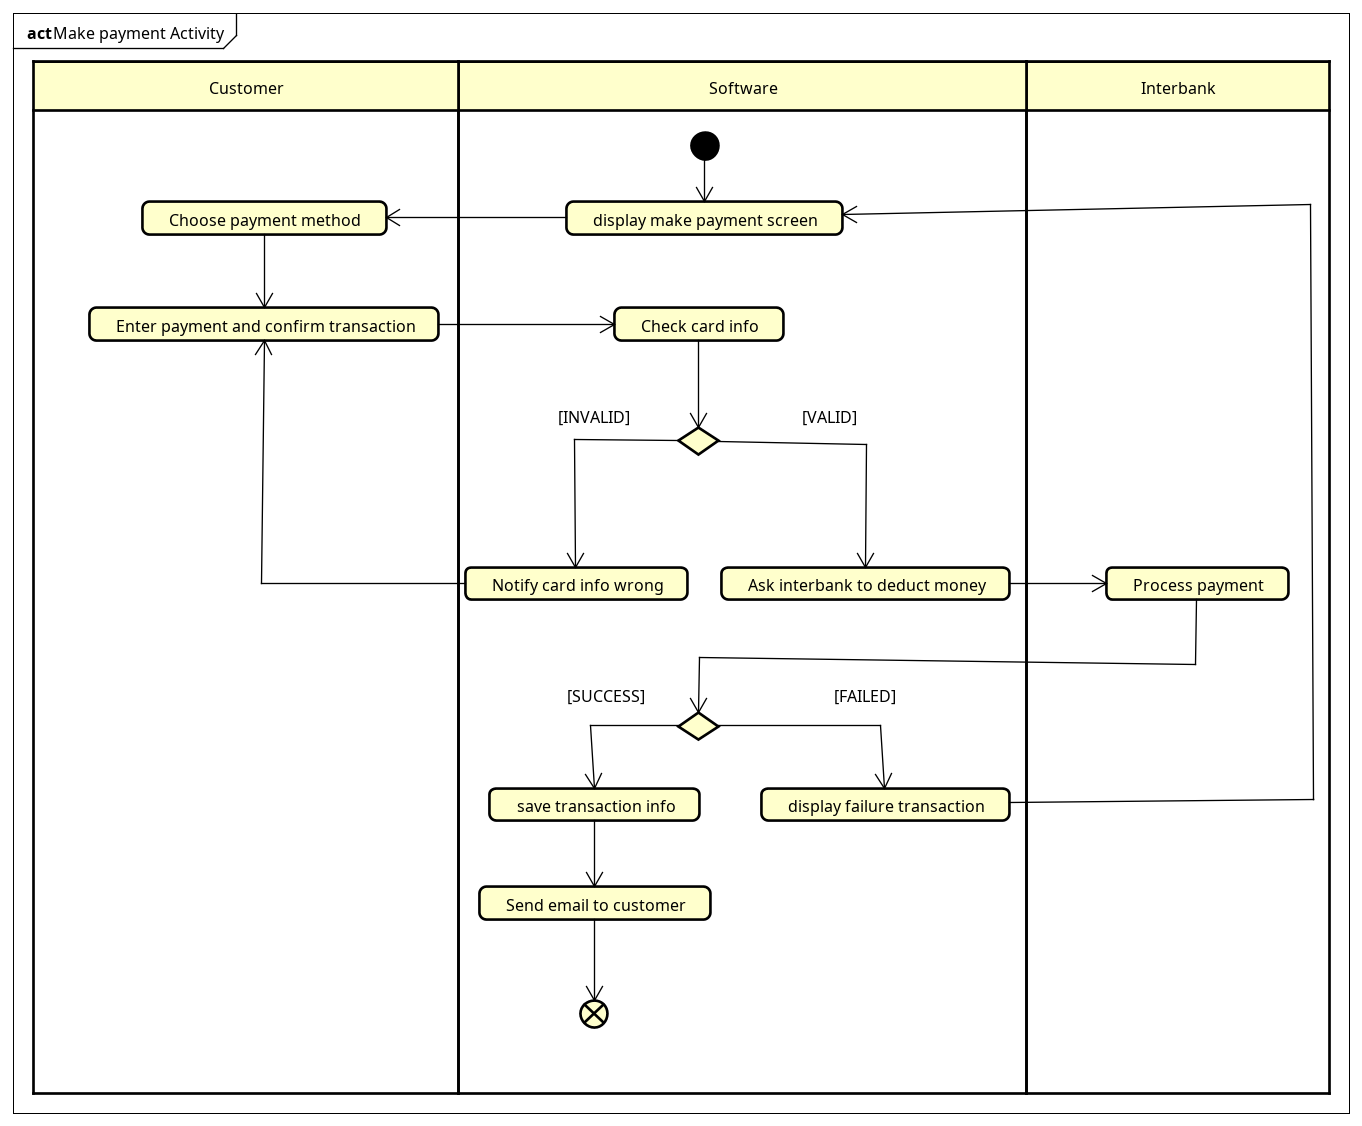 act Make payment Activity
Customer
Software
Interbank
Choose payment method
display make payment screen
Enter payment and confirm transaction
Check card info
[INVALID]
[VALID]
Notify card info wrong
Ask interbank to deduct money
Process payment
[SUCCESS]
[FAILED]
save transaction info
display failure transaction
Send email to customer